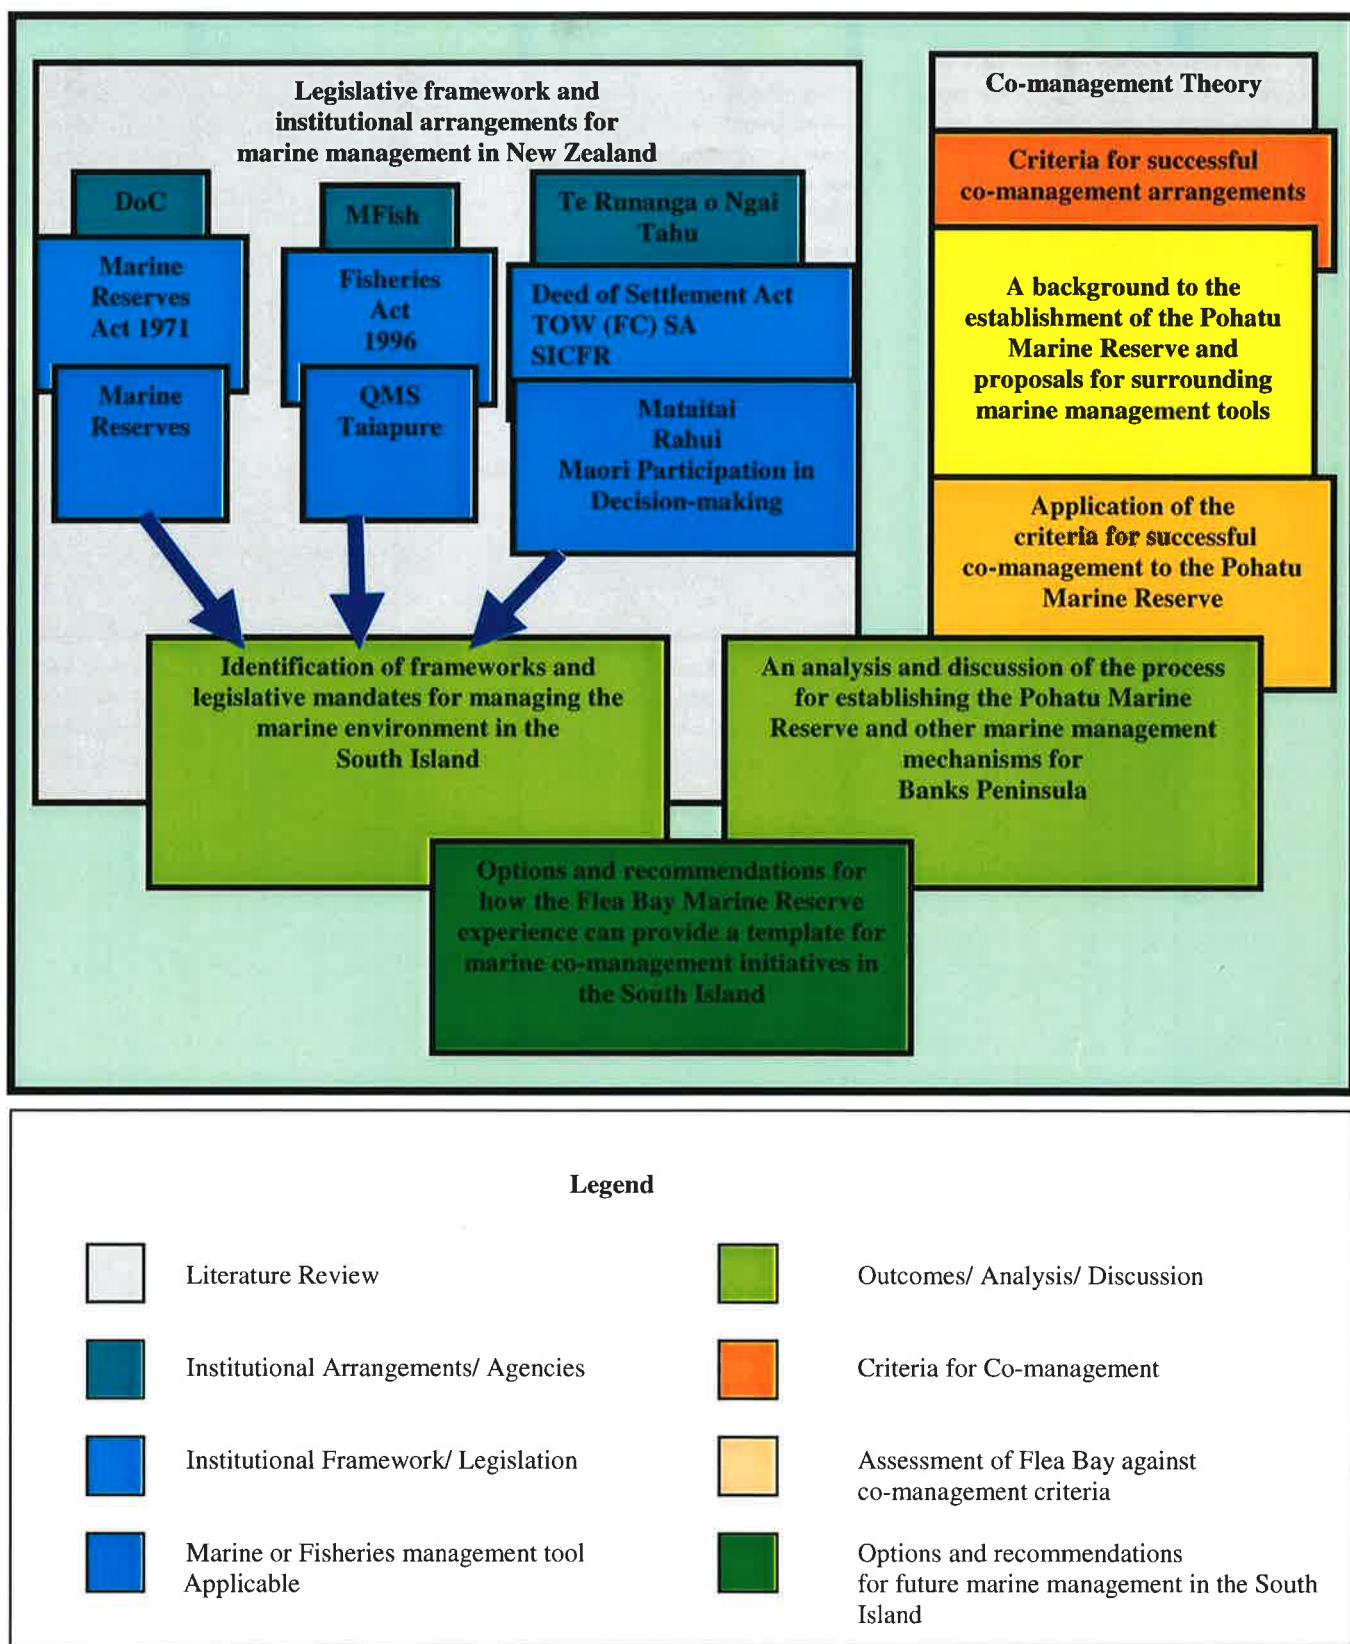 Legislative framework and
institutional arrangements for
marine management in New Zealand
DoC
Marine
Reserves
Act 1971
Marine
Reserves
MFish
Fisheries
Act
1996
QMS
Taiapure
Te Runanga o Ngai
Tahu
Deed of Settlement Act
TOW (FC) SA
SICFR
Mataitai
Rahui
Maori Participation in
Decision-making
Co-management Theory
Criteria for successful
co-management arrangements
A background to the
establishment of the Pohatu
Marine Reserve and
proposals for surrounding
marine management tools
Application of the
criteria for successful
co-management to the Pohatu
Marine Reserve
Identification of frameworks and
legislative mandates for managing the
marine environment in the
South Island
An analysis and discussion of the process
for establishing the Pohatu Marine
Reserve and other marine management
mechanisms for
Banks Peninsula
Options and recommendations for
how the Flea Bay Marine Reserve
experience can provide a template for
marine co-management initiatives in
the South Island
Legend
Literature Review
Institutional Arrangements/ Agencies
Institutional Framework/ Legislation
Marine or Fisheries management tool
Applicable
Outcomes/ Analysis/ Discussion
Criteria for Co-management
Assessment of Flea Bay against
co-management criteria
Options and recommendations
for future marine management in the South
Island